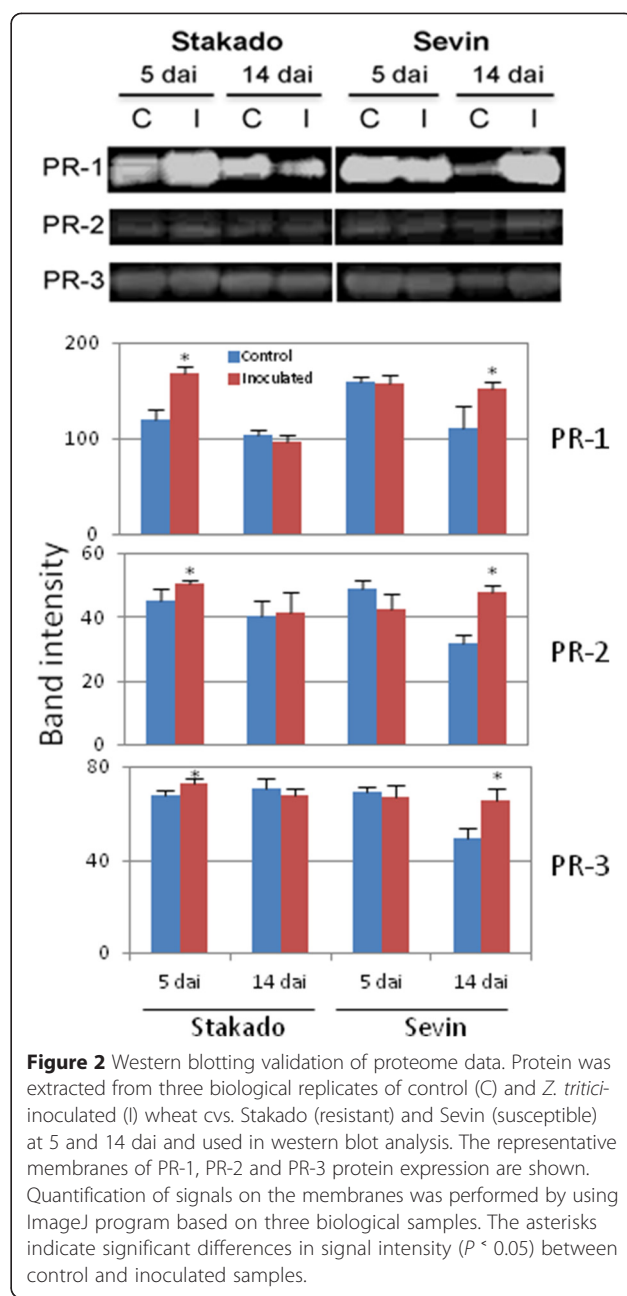 Stakado Sevin
5 dai 14 dai 5 dai 14 dai
C I C I C I C I
PR-1
PR-2
PR-3
200
100
0
* *
Control
Inoculated
PR-1
60
40
20
0
* *
PR-2
80
40
0
* *
PR-3
Band intensity
5 dai 14 dai 5 dai 14 dai
Stakado Sevin
Figure 2 Western blotting validation of proteome data. Protein was
extracted from three biological replicates of control (C) and Z. tritici-
inoculated (I) wheat cvs. Stakado (resistant) and Sevin (susceptible)
at 5 and 14 dai and used in western blot analysis. The representative
membranes of PR-1, PR-2 and PR-3 protein expression are shown.
Quantification of signals on the membranes was performed by using
ImageJ program based on three biological samples. The asterisks
indicate significant differences in signal intensity (P < 0.05) between
control and inoculated samples.